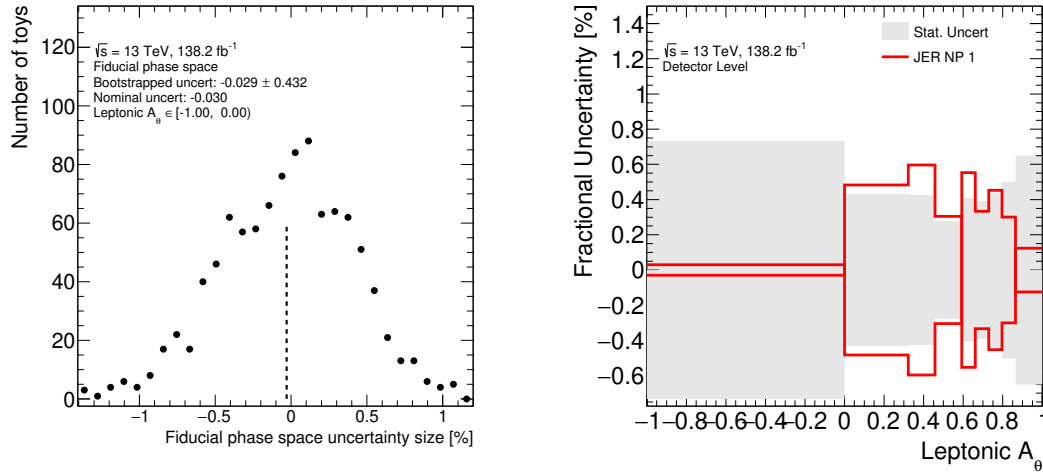 Number of toys
120
100
80
60
40
20
0
√s = 13 TeV, 138.2 fb⁻¹
Fiducial phase space
Bootstrapped uncert: -0.029 ± 0.432
Nominal uncert: -0.030
Leptonic A_θ ∈ [-1.00, 0.00)
−1 −0.5 0 0.5 1
Fiducial phase space uncertainty size [%]
Fractional Uncertainty [%]
1.4
1.2
1
0.8
0.6
0.4
0.2
0
−0.2
−0.4
−0.6
√s = 13 TeV, 138.2 fb⁻¹
Detector Level
Stat. Uncert
JER NP 1
−1 −0.8 −0.6 −0.4 −0.2 0 0.2 0.4 0.6 0.8 1
Leptonic A_θ